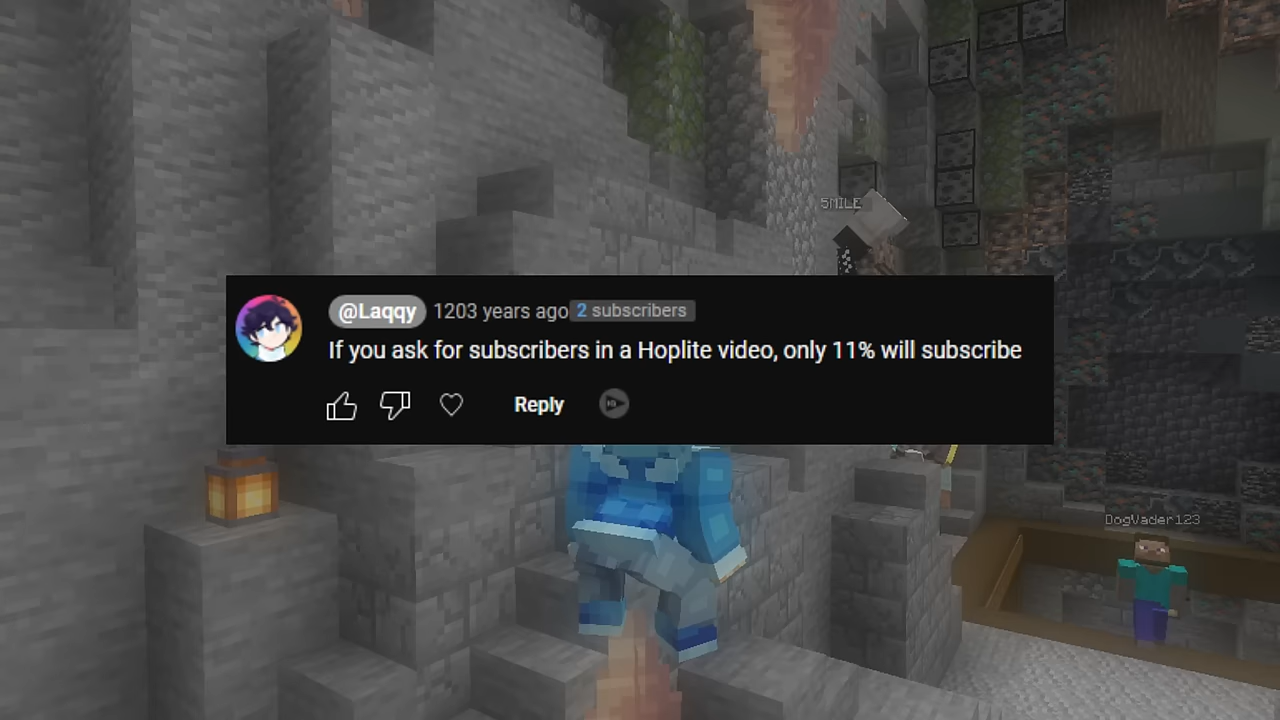 5MILE
@Laqqy 1203 years ago 2 subscribers
If you ask for subscribers in a Hoplite video, only 11% will subscribe
Reply
DogVader123